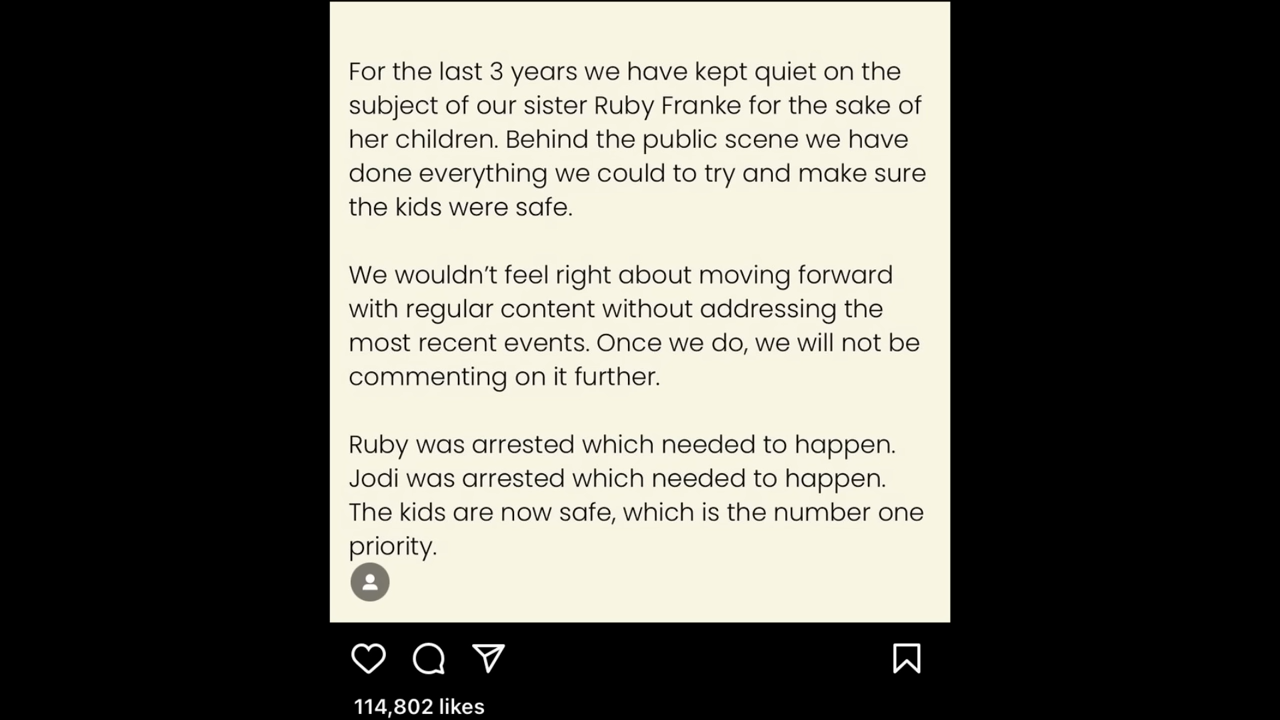 For the last 3 years we have kept quiet on the
subject of our sister Ruby Franke for the sake of
her children. Behind the public scene we have
done everything we could to try and make sure
the kids were safe.
We wouldn’t feel right about moving forward
with regular content without addressing the
most recent events. Once we do, we will not be
commenting on it further.
Ruby was arrested which needed to happen.
Jodi was arrested which needed to happen.
The kids are now safe, which is the number one
priority.
114,802 likes